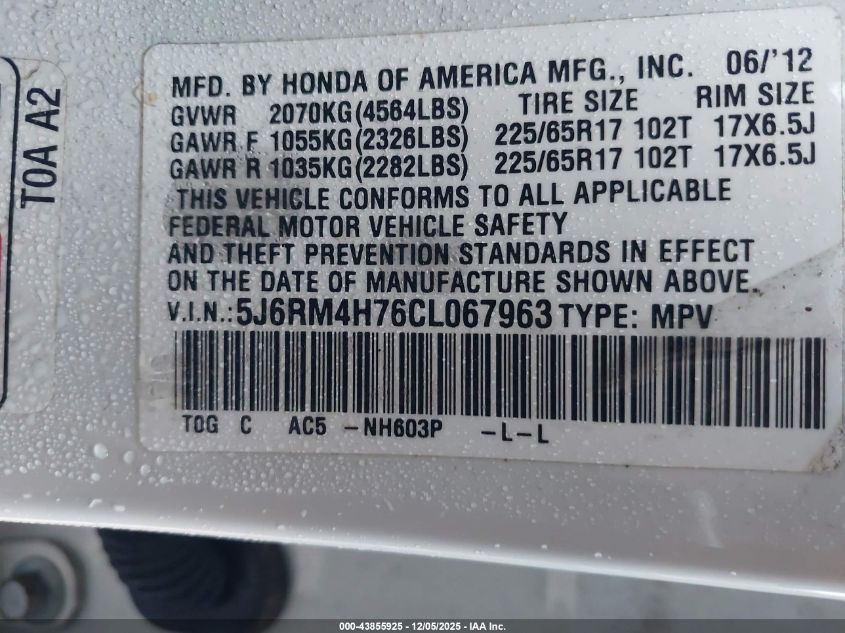 TOA A2
MFD. BY HONDA OF AMERICA MFG., INC. 06/'12
GVWR 2070KG(4564LBS) TIRE SIZE RIM SIZE
GAWR F 1055KG(2326LBS) 225/65R17 102T 17X6.5J
GAWR R 1035KG(2282LBS) 225/65R17 102T 17X6.5J
THIS VEHICLE CONFORMS TO ALL APPLICABLE
FEDERAL MOTOR VEHICLE SAFETY
AND THEFT PREVENTION STANDARDS IN EFFECT
ON THE DATE OF MANUFACTURE SHOWN ABOVE.
V.I.N.: 5J6RM4H76CL067963 TYPE: MPV
TOG C AC5 -NH603P -L-L
000-43855925 - 12/05/2025 - IAA Inc.